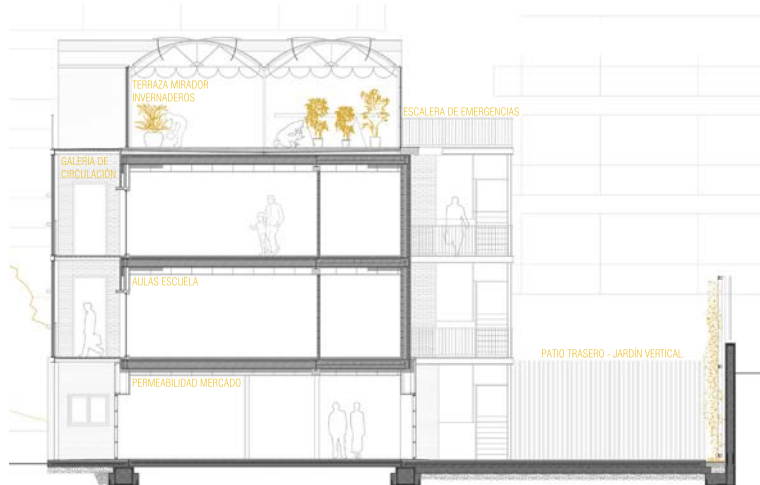 TERRAZA MIRADOR
INVERNADEROS
ESCALERA DE EMERGENCIAS
GALERIA DE
CIRCULACIÓN
AULAS ESCUELA
PATIO TRASERO - JARDÍN VERTICAL
PERMEABILIDAD MERCADO